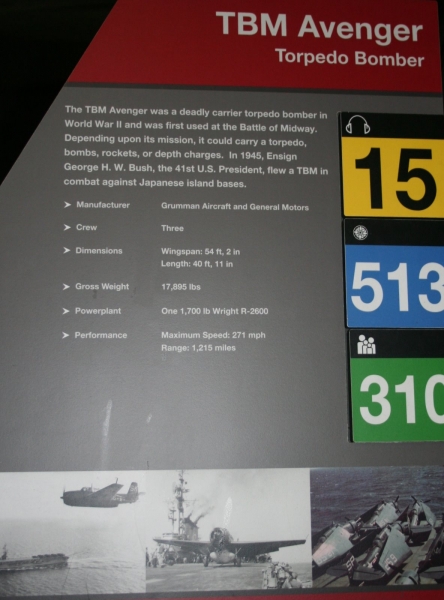 TBM Avenger
Torpedo Bomber
The TBM Avenger was a deadly carrier torpedo bomber in
World War II and was first used at the Battle of Midway.
Depending upon its mission, it could carry a torpedo,
bombs, rockets, or depth charges. In 1945, Ensign
George H. W. Bush, the 41st U.S. President, flew a TBM in
combat against Japanese island bases.
Manufacturer Grumman Aircraft and General Motors
Crew Three
Dimensions Wingspan: 54 ft, 2 in
Length: 40 ft, 11 in
Gross Weight 17,895 lbs
Powerplant One 1,700 lb Wright R-2600
Performance Maximum Speed: 271 mph
Range: 1,215 miles
15
513
310